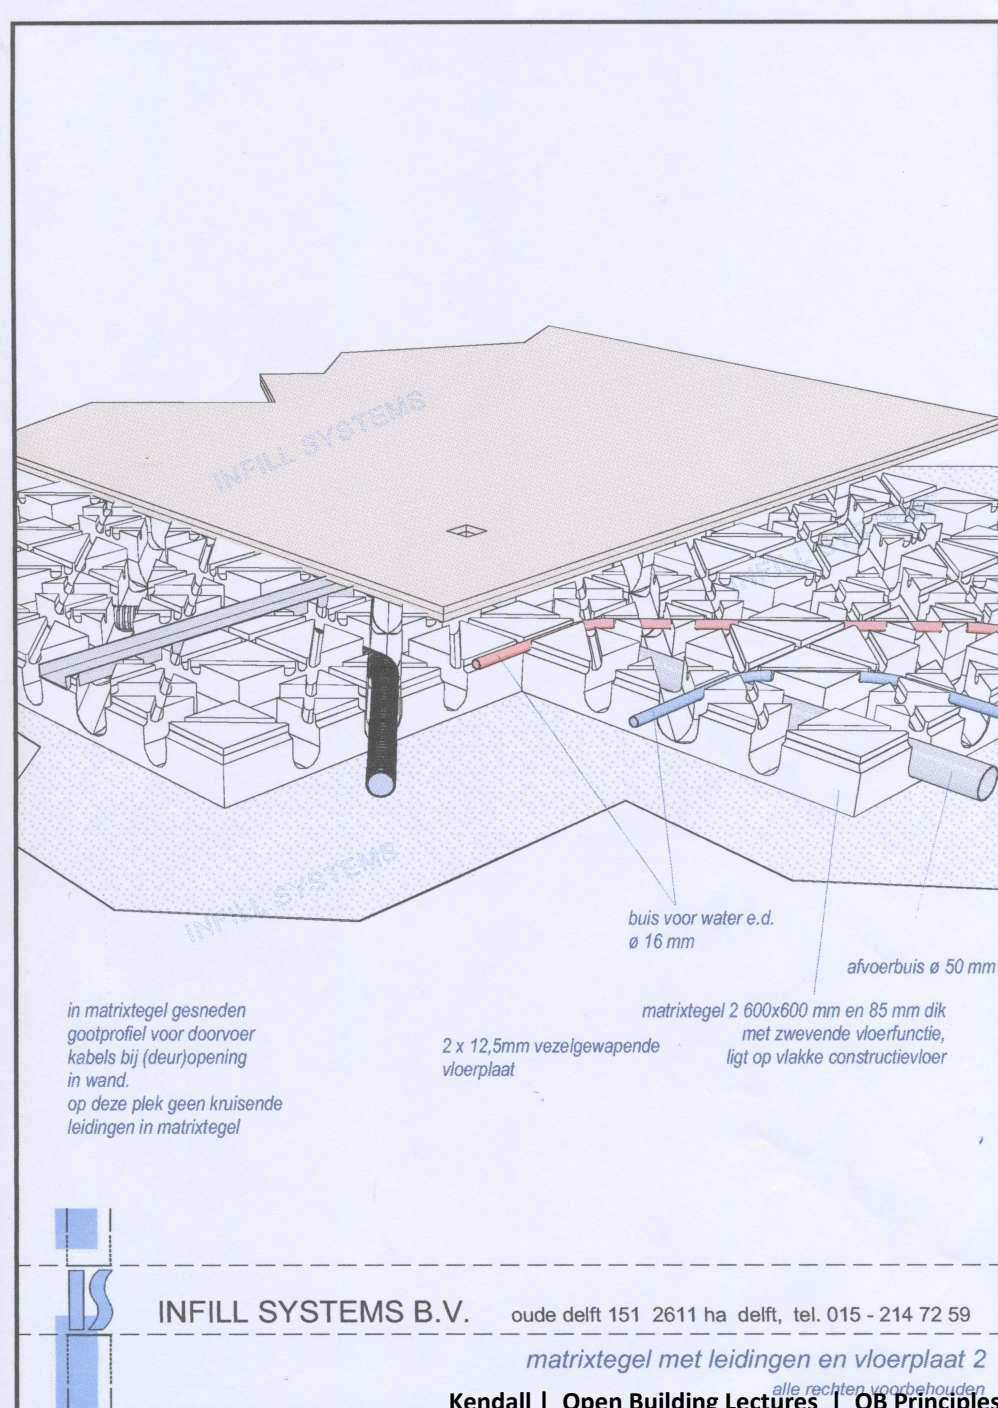 INFILL SYSTEMS
INFILL SYSTEMS
INFILL SYSTEMS
buis voor water e.d.
ø 16 mm
afvoerbuis ø 50 mm
matrixtegel 2 600x600 mm en 85 mm dik
met zwevende vloerfunctie,
ligt op vlakke constructievloer
in matrixtegel gesneden
gootprofiel voor doorvoer
kabels bij (deur)opening
in wand.
op deze plek geen kruisende
leidingen in matrixtegel
2 x 12,5mm vezelgewapende
vloerplaat
IS
INFILL SYSTEMS B.V. oude delft 151 2611 ha delft, tel. 015 - 214 72 59
matrixtegel met leidingen en vloerplaat 2
alle rechten voorbehouden
Kendall | Open Building Lectures | OB Principles